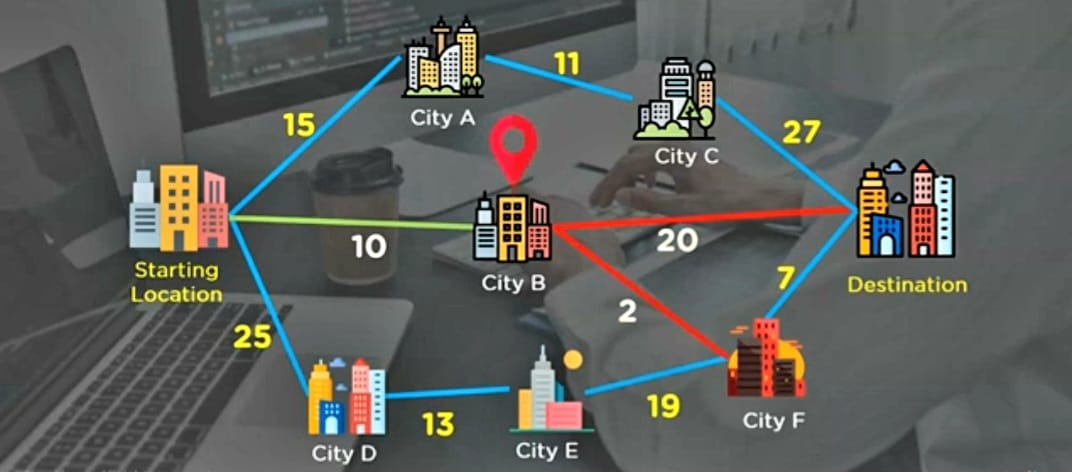 City A
11
15
City C
27
Starting
Location
10
City B
20
Destination
7
2
25
City D
13
City E
19
City F